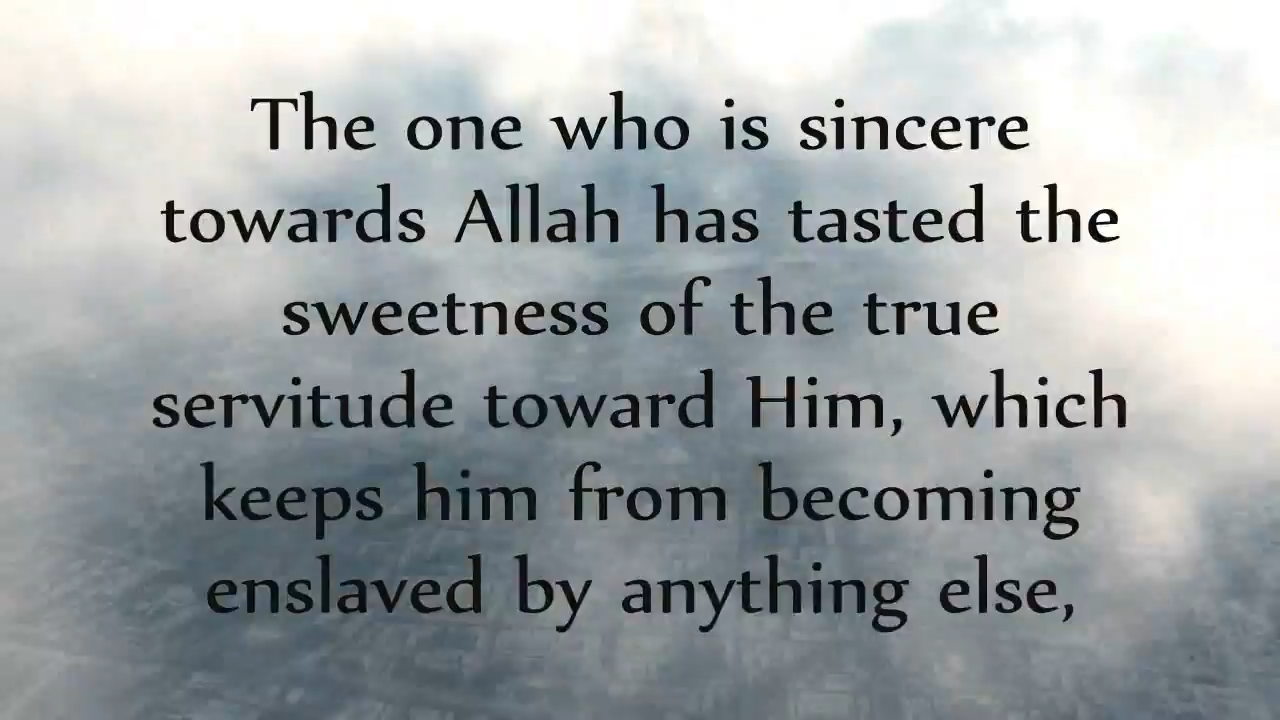 The one who is sincere
towards Allah has tasted the
sweetness of the true
servitude toward Him, which
keeps him from becoming
enslaved by anything else,